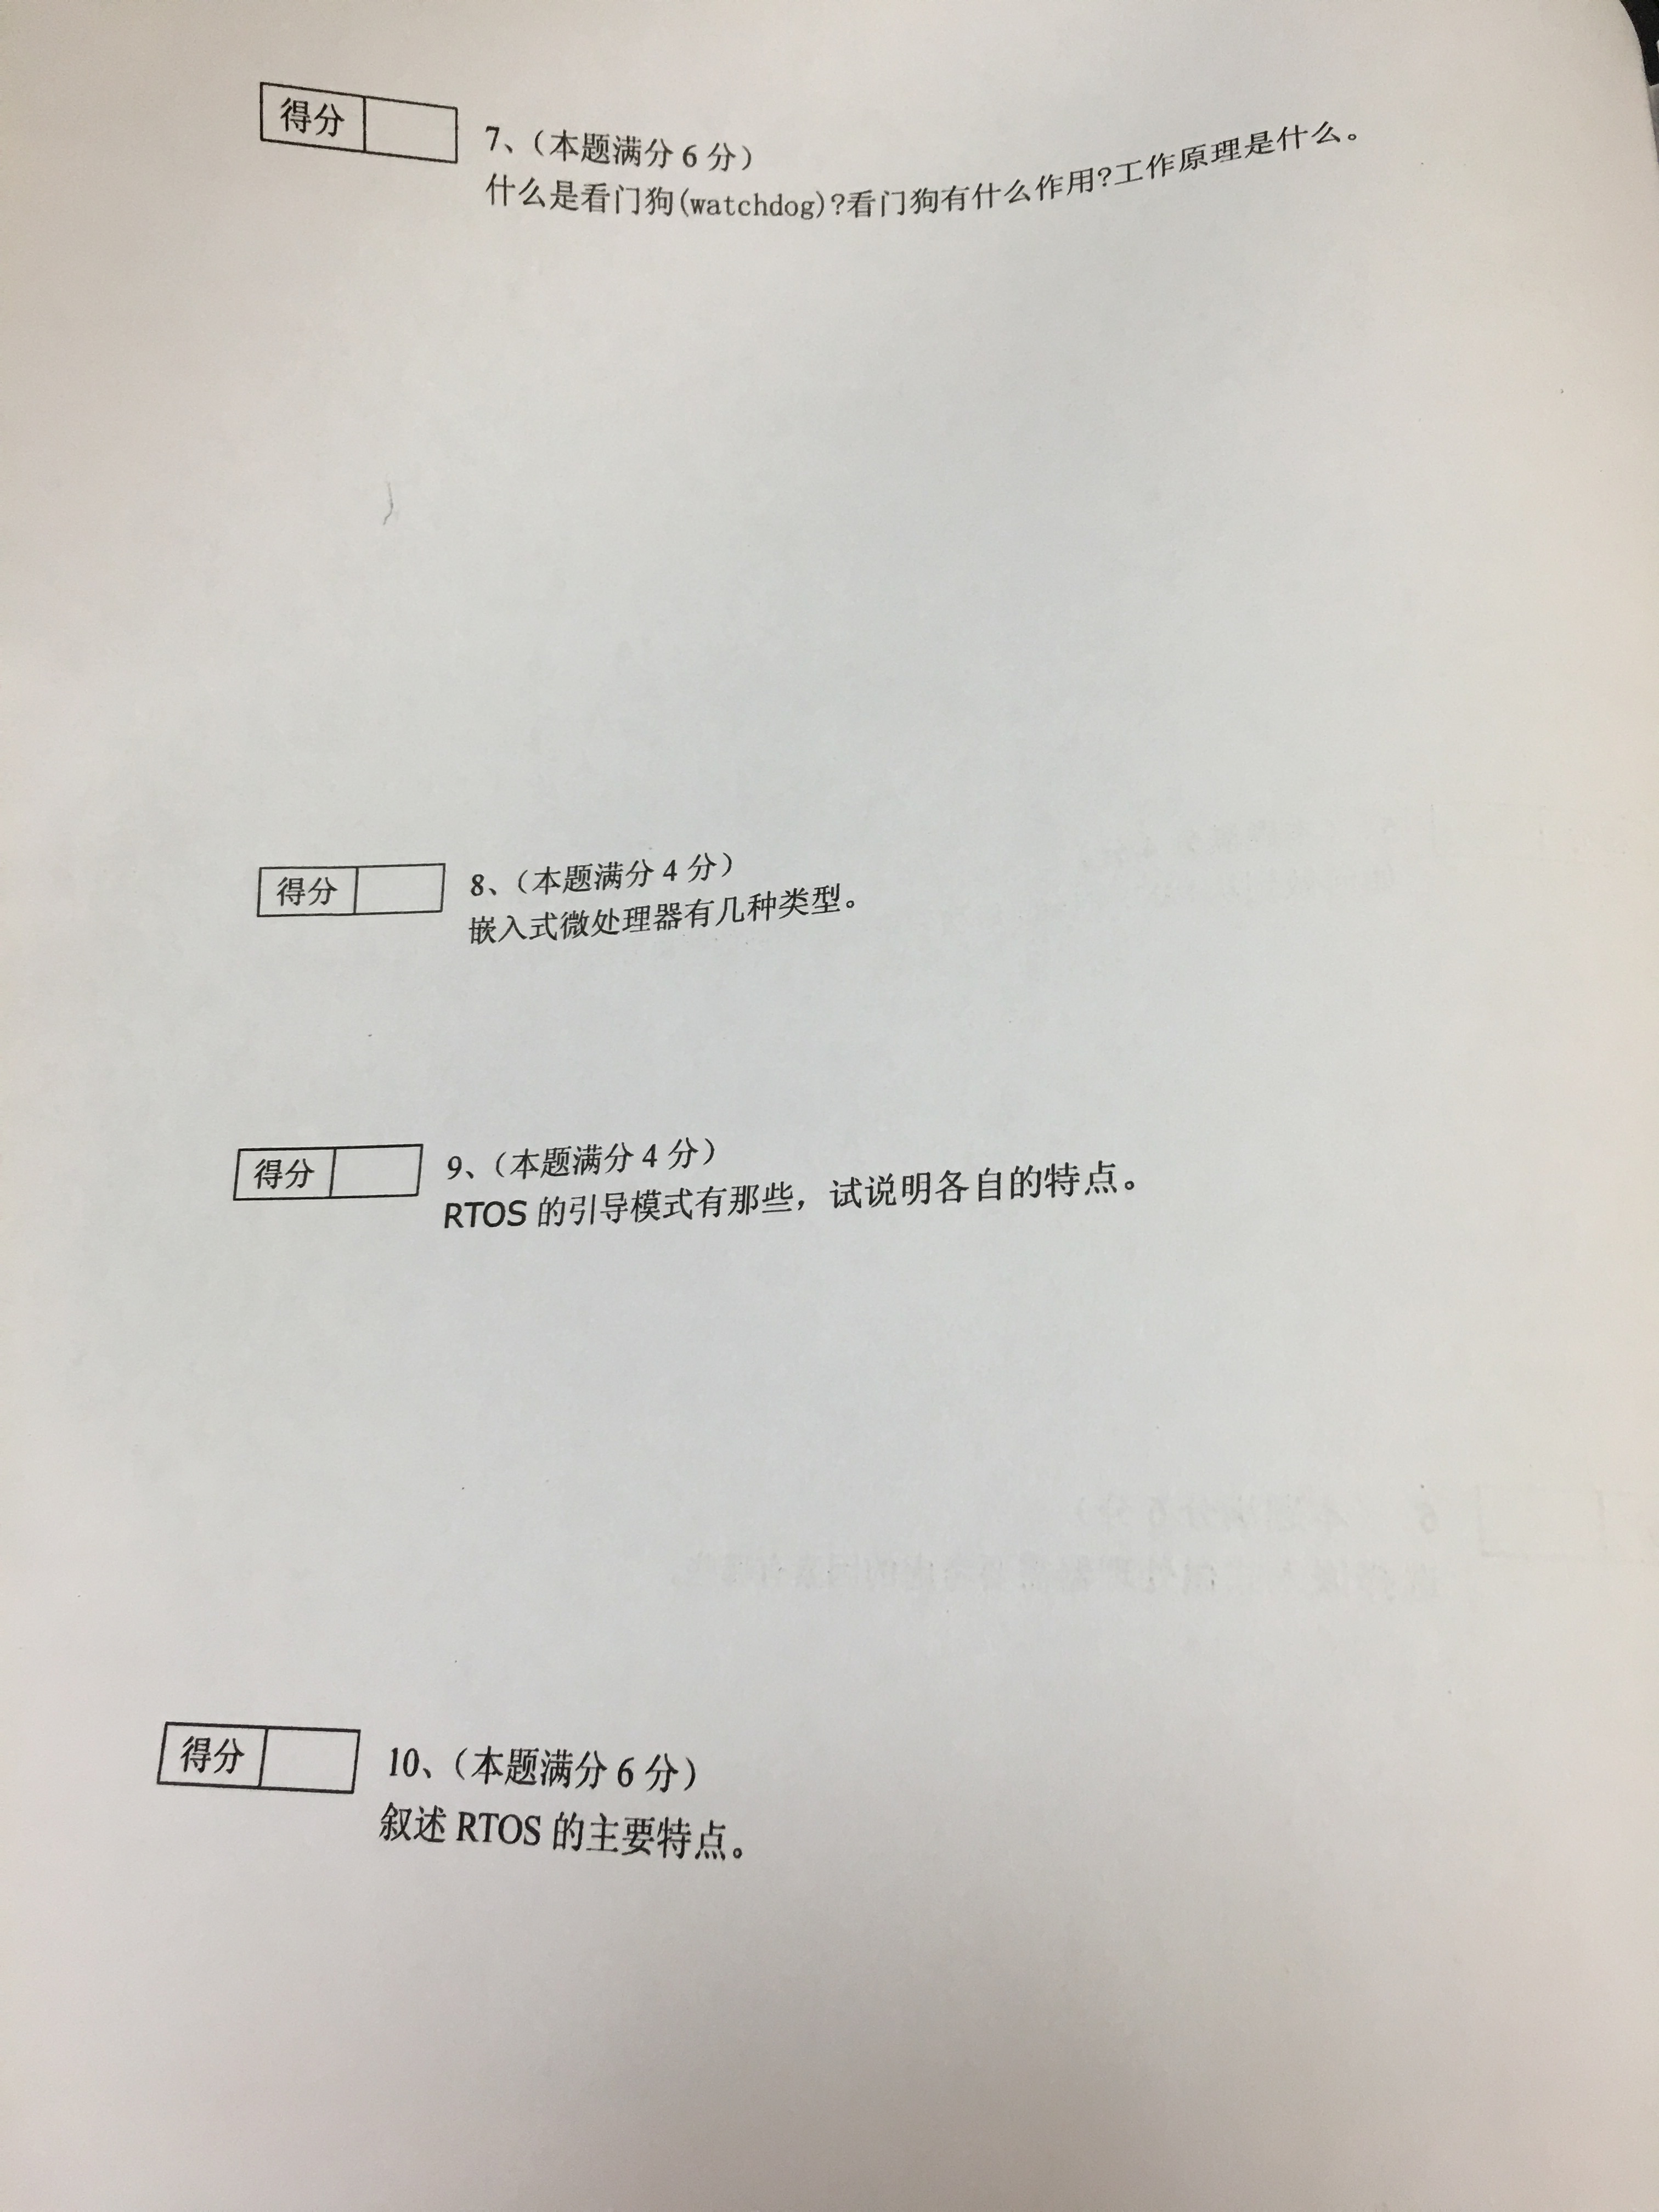 得分
7、（本题满分 6 分）
什么是看门狗(watchdog)?看门狗有什么作用?工作原理是什么。
得分
8、（本题满分 4 分）
嵌入式微处理器有几种类型。
得分
9、（本题满分 4 分）
RTOS 的引导模式有那些，试说明各自的特点。
得分
10、（本题满分 6 分）
叙述 RTOS 的主要特点。